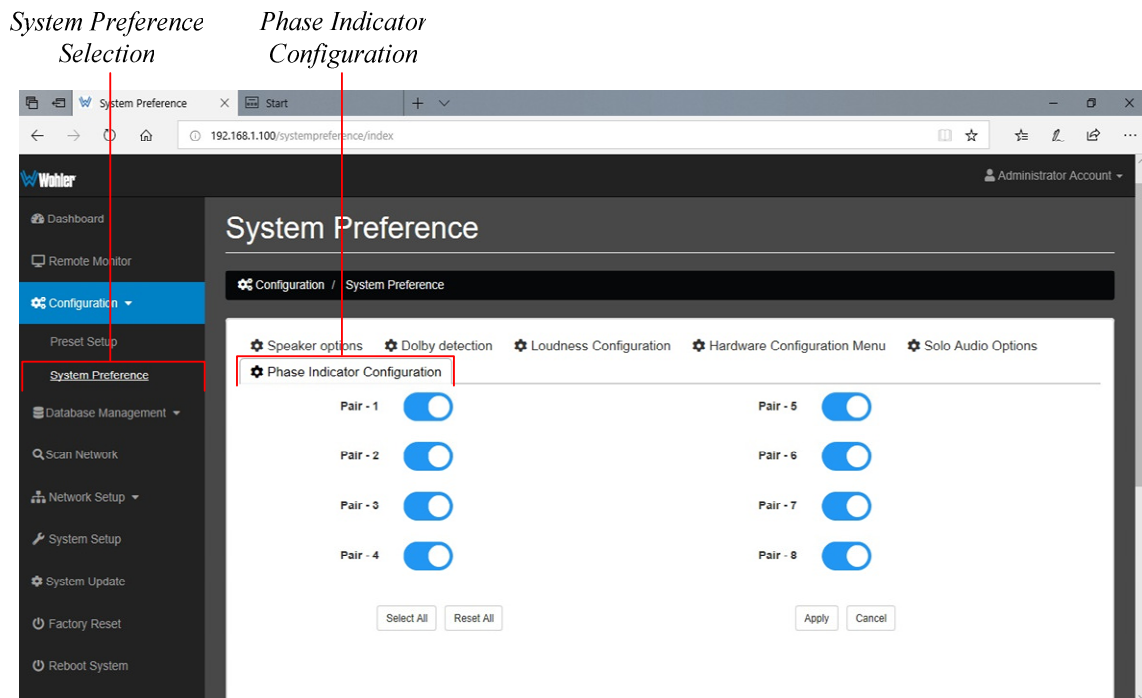 System Preference
Selection
Phase Indicator
Configuration
System Preference
Start
192.168.1.100/systempreference/index
Wohler
Administrator Account
Dashboard
Remote Monitor
Configuration
Preset Setup
System Preference
Database Management
Scan Network
Network Setup
System Setup
System Update
Factory Reset
Reboot System
System Preference
Configuration / System Preference
Speaker options Dolby detection Loudness Configuration Hardware Configuration Menu Solo Audio Options
Phase Indicator Configuration
Pair - 1 Pair - 5
Pair - 2 Pair - 6
Pair - 3 Pair - 7
Pair - 4 Pair - 8
Select All Reset All Apply Cancel